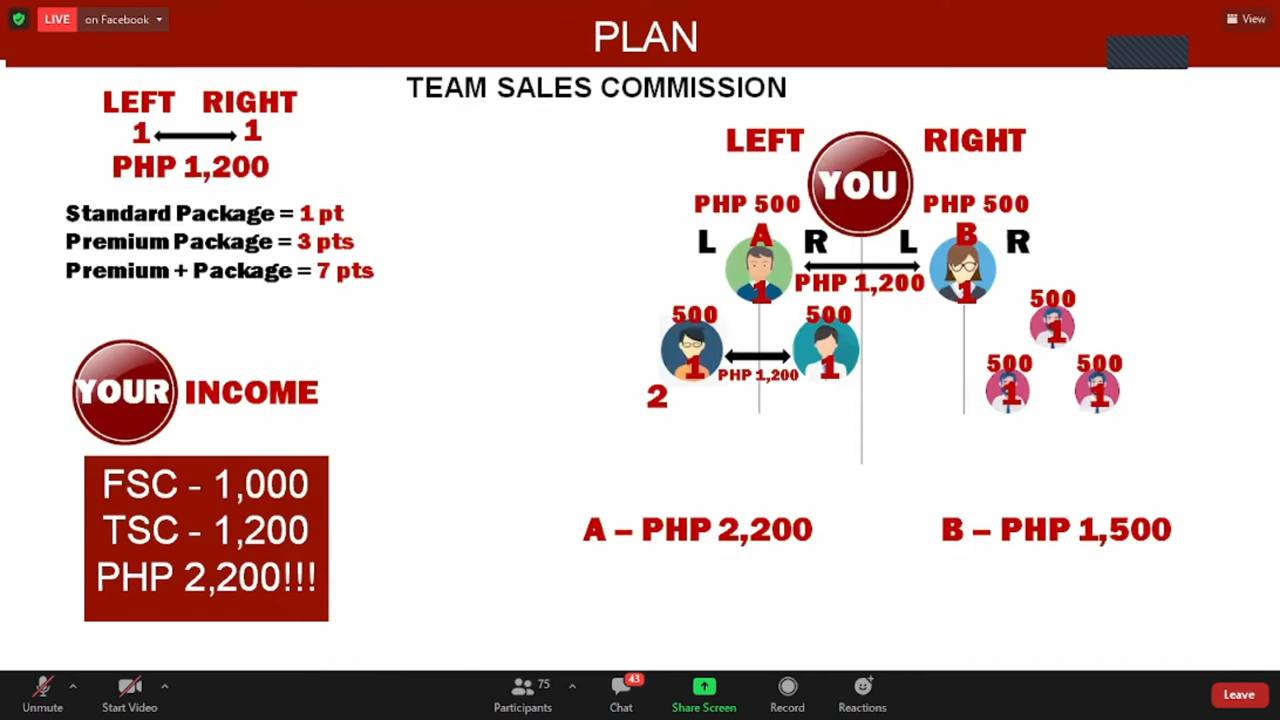 LIVE on Facebook
View
PLAN
TEAM SALES COMMISSION
LEFT RIGHT
1 1
PHP 1,200
Standard Package = 1 pt
Premium Package = 3 pts
Premium + Package = 7 pts
YOUR INCOME
FSC - 1,000
TSC - 1,200
PHP 2,200!!!
LEFT YOU RIGHT
PHP 500 PHP 500
L A R L B R
PHP 1,200
1 1
500 500 500
1
PHP 1,200
1 1
500 500
1 1
2
A – PHP 2,200 B – PHP 1,500
Unmute
Start Video
Participants 75
Chat 43
Share Screen
Record
Reactions
Leave